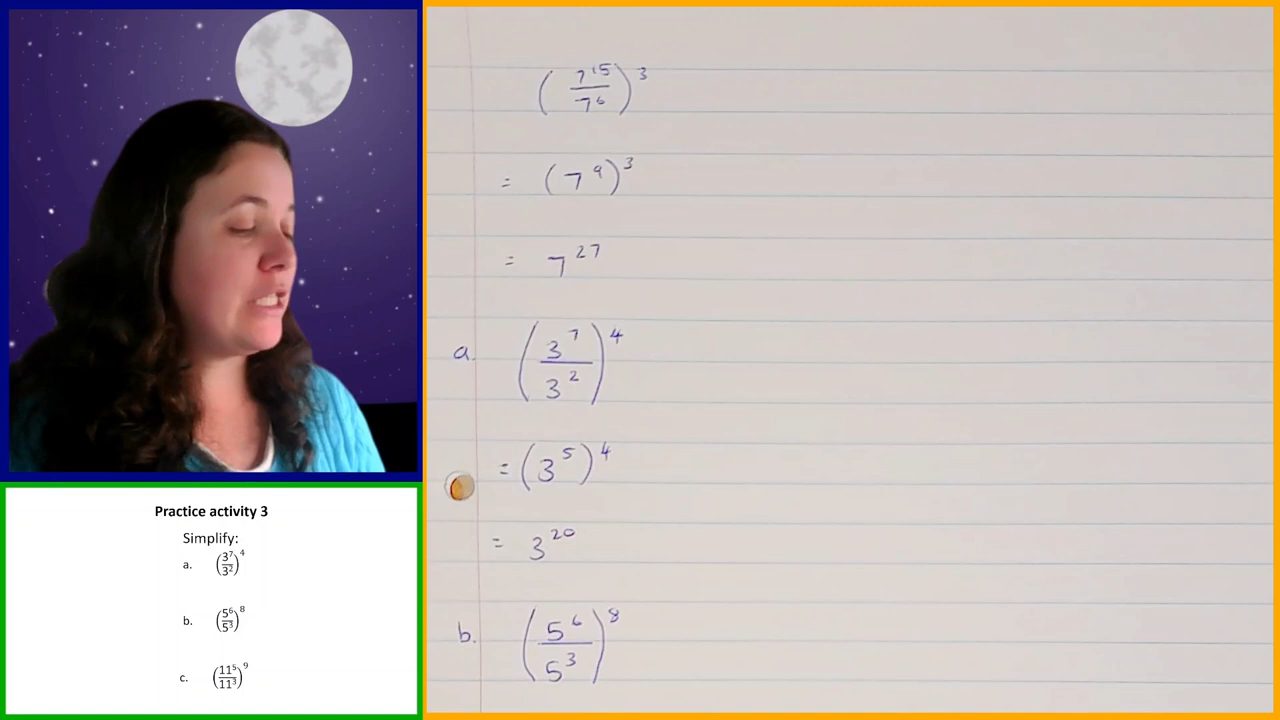 (7^15/7^6)^3
= (7^9)^3
= 7^27
a. (3^7/3^2)^4
= (3^5)^4
= 3^20
b. (5^6/5^3)^8
Practice activity 3
Simplify:
a. (3^7/3^2)^4
b. (5^6/5^3)^8
c. (11^5/11^3)^9